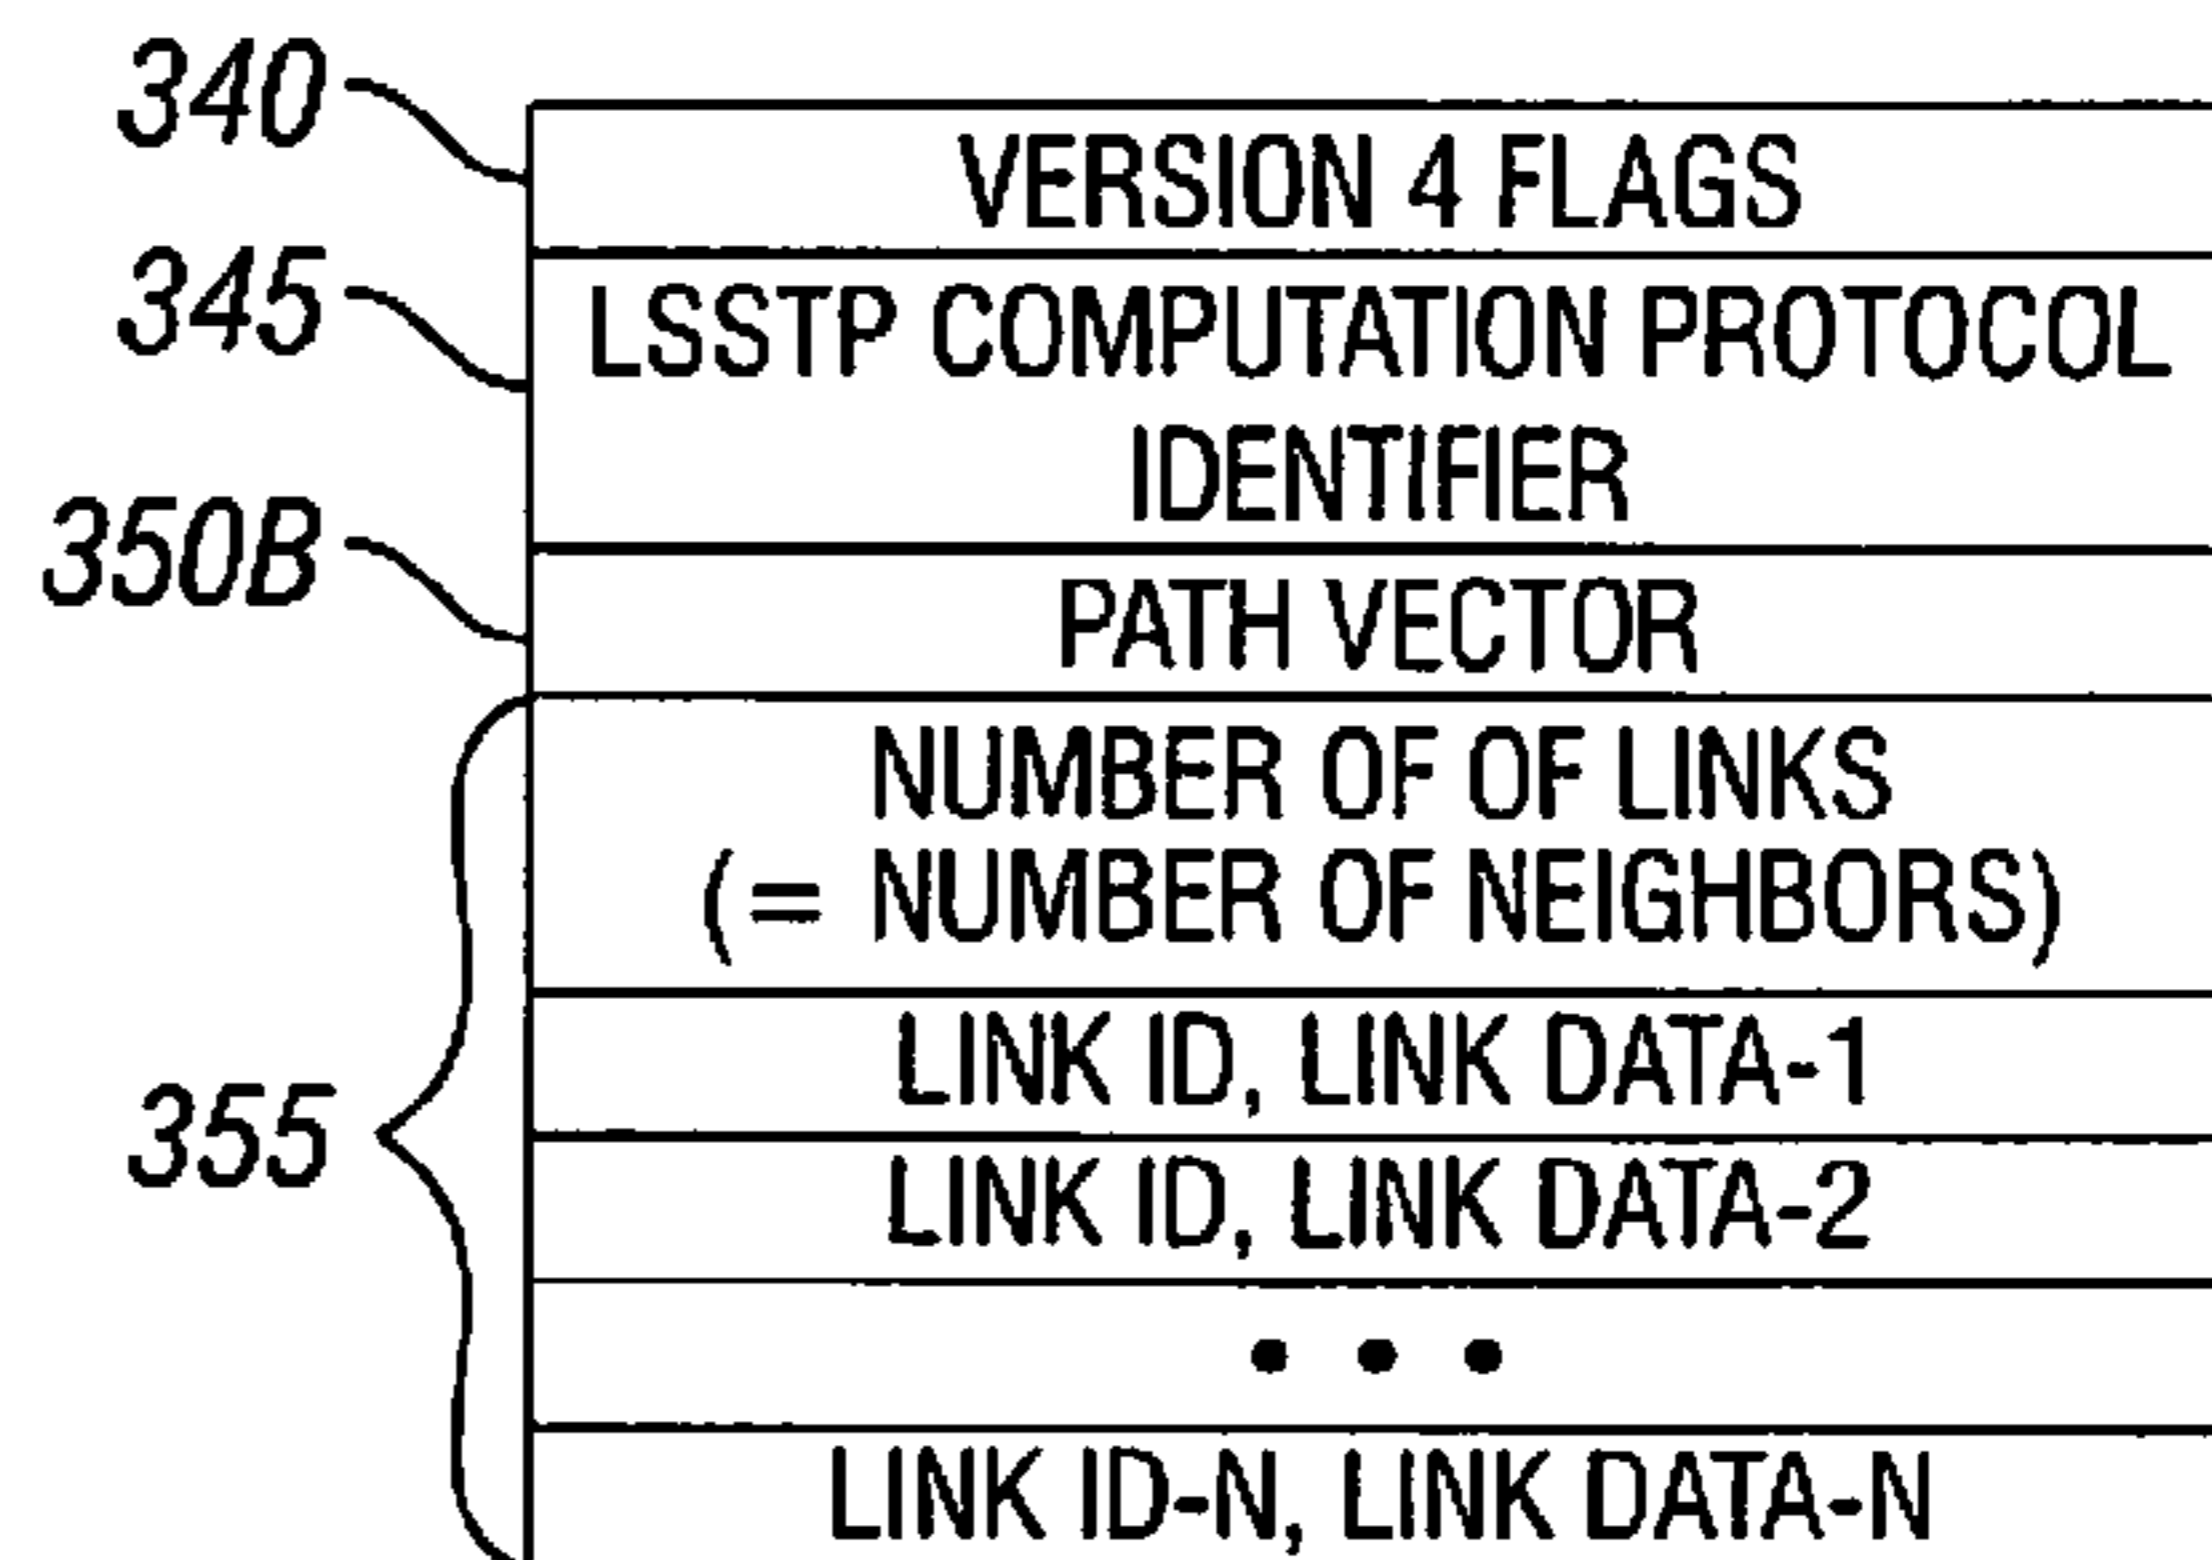 340
VERSION 4 FLAGS
345
LSSTP COMPUTATION PROTOCOL
IDENTIFIER
350B
PATH VECTOR
NUMBER OF OF LINKS
(= NUMBER OF NEIGHBORS)
355
LINK ID, LINK DATA-1
LINK ID, LINK DATA-2
• • •
LINK ID-N, LINK DATA-N